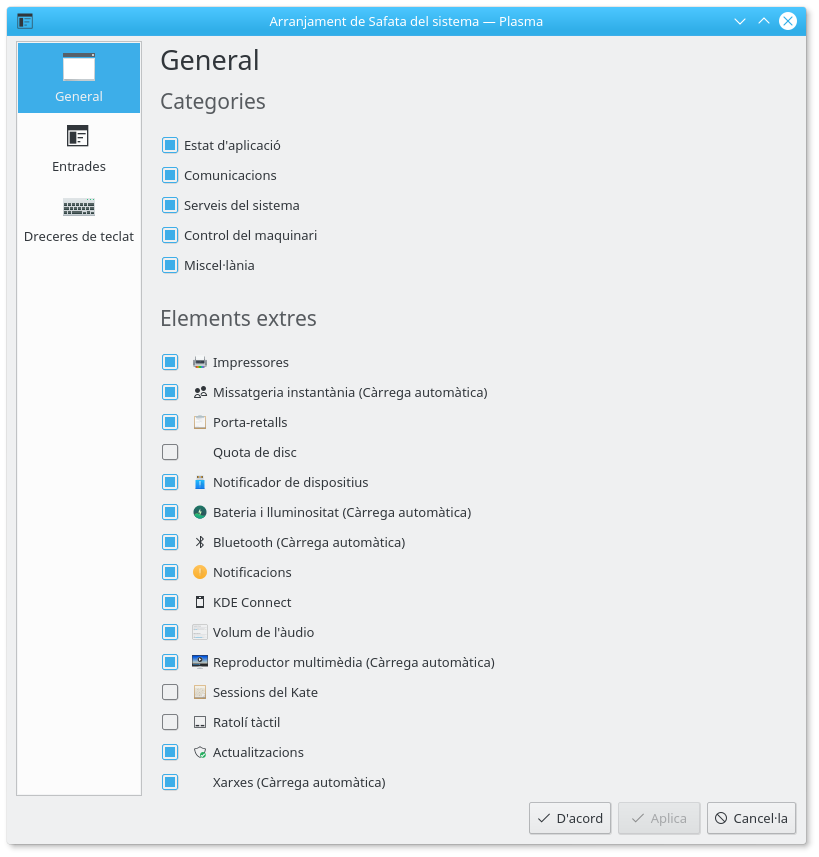 Arranjament de Safata del sistema — Plasma
General
Entrades
Dreceres de teclat
General
Categories
Estat d'aplicació
Comunicacions
Serveis del sistema
Control del maquinari
Miscel·lània
Elements extres
Impressores
Missatgeria instantània (Càrrega automàtica)
Porta-retalls
Quota de disc
Notificador de dispositius
Bateria i lluminositat (Càrrega automàtica)
Bluetooth (Càrrega automàtica)
Notificacions
KDE Connect
Volum de l'àudio
Reproductor multimèdia (Càrrega automàtica)
Sessions del Kate
Ratolí tàctil
Actualitzacions
Xarxes (Càrrega automàtica)
D'acord
Aplica
Cancel·la